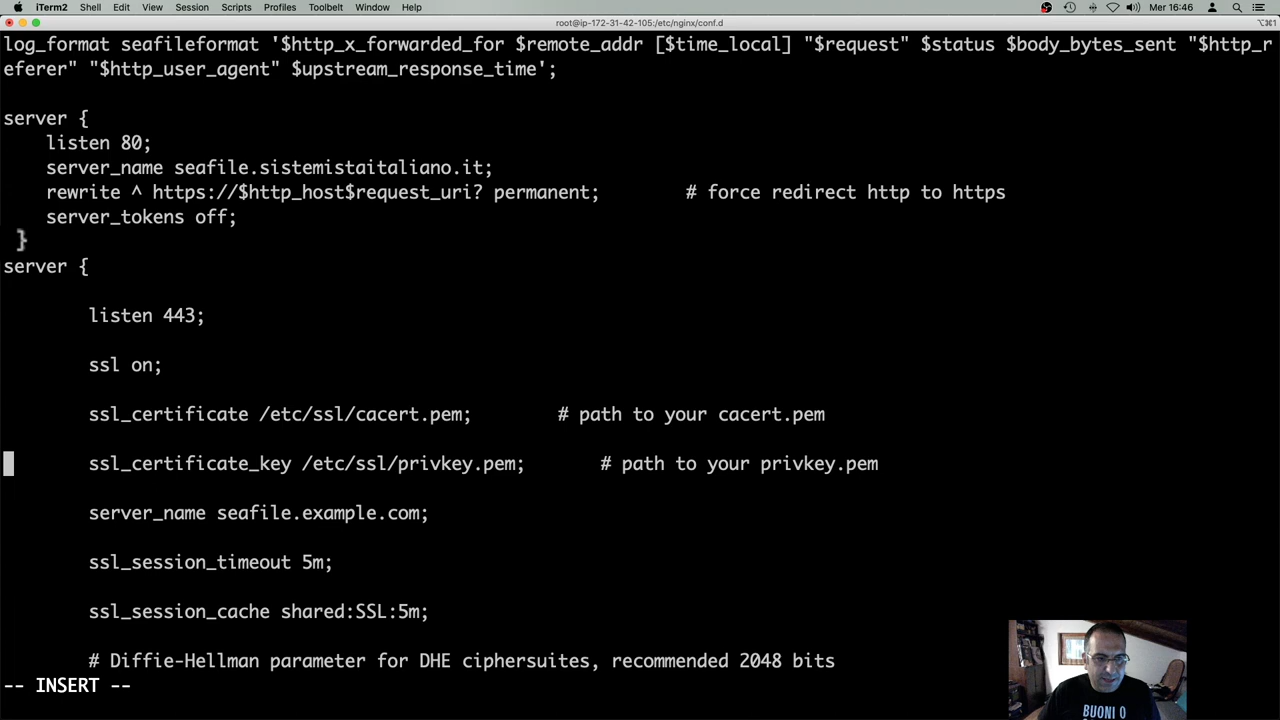 iTerm2 Shell Edit View Session Scripts Profiles Toolbelt Window Help Mer 16:46
root@ip-172-31-42-105:/etc/nginx/conf.d ⌥⌘1
log_format seafileformat '$http_x_forwarded_for $remote_addr [$time_local] "$request" $status $body_bytes_sent "$http_r
eferer" "$http_user_agent" $upstream_response_time';
server {
listen 80;
server_name seafile.sistemistaitaliano.it;
rewrite ^ https://$http_host$request_uri? permanent; # force redirect http to https
server_tokens off;
}
server {
listen 443;
ssl on;
ssl_certificate /etc/ssl/cacert.pem; # path to your cacert.pem
ssl_certificate_key /etc/ssl/privkey.pem; # path to your privkey.pem
server_name seafile.example.com;
ssl_session_timeout 5m;
ssl_session_cache shared:SSL:5m;
# Diffie-Hellman parameter for DHE ciphersuites, recommended 2048 bits
-- INSERT --
BUONI O